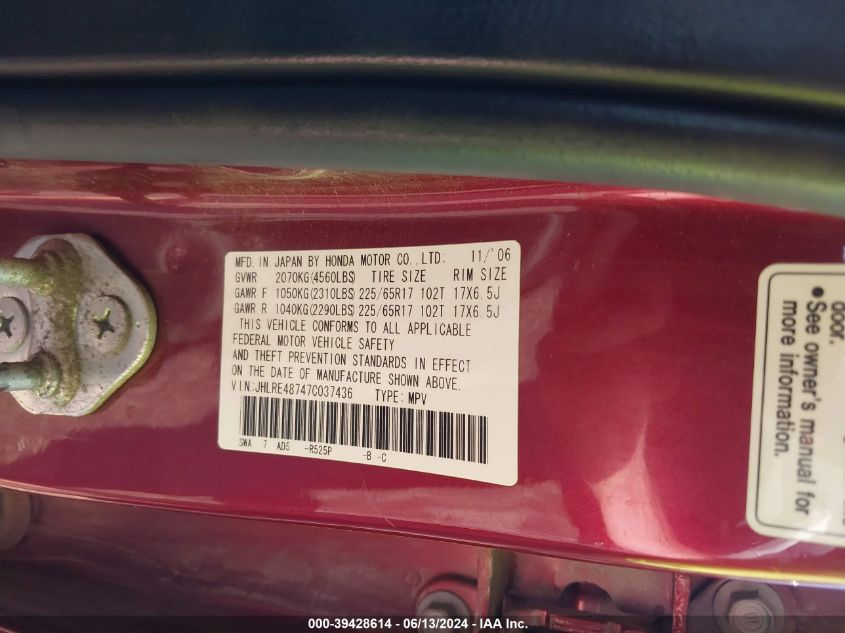 MFD. IN JAPAN BY HONDA MOTOR CO.,LTD: 11/'06
GVWR 2070KG(4560LBS) TIRE SIZE RIM SIZE
GAWR F 1050KG(2310LBS) 225/65R17 102T 17X6.5J
GAWR R 1040KG(2290LBS) 225/65R17 102T 17X6.5J
THIS VEHICLE CONFORMS TO ALL APPLICABLE
FEDERAL MOTOR VEHICLE SAFETY
AND THEFT PREVENTION STANDARDS IN EFFECT
ON THE DATE OF MANUFACTURE SHOWN ABOVE.
V I.N:JHLRE48747C037436 TYPE: MPV
SWA 7 AD5 -R525P -B -C
door.
• See owner's manual for
more information.
000-39428614 - 06/13/2024 - IAA Inc.